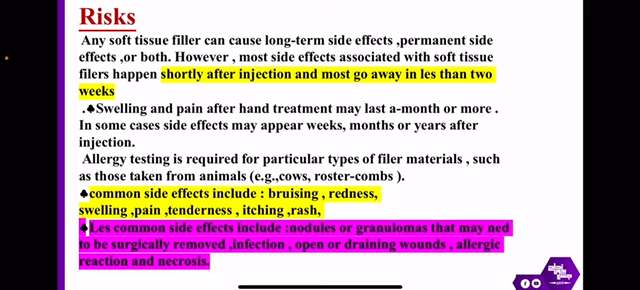 Risks
Any soft tissue filler can cause long-term side effects ,permanent side
effects ,or both. However , most side effects associated with soft tissue
filers happen shortly after injection and most go away in les than two
weeks
.♣Swelling and pain after hand treatment may last a-month or more .
In some cases side effects may appear weeks, months or years after
injection.
Allergy testing is required for particular types of filer materials , such
as those taken from animals (e.g.,cows, roster-combs ).
♣common side effects include : bruising , redness,
swelling ,pain ,tenderness , itching ,rash,
♣Les common side effects include :nodules or granulomas that may ned
to be surgically removed ,infection , open or draining wounds , allergic
reaction and necrosis.